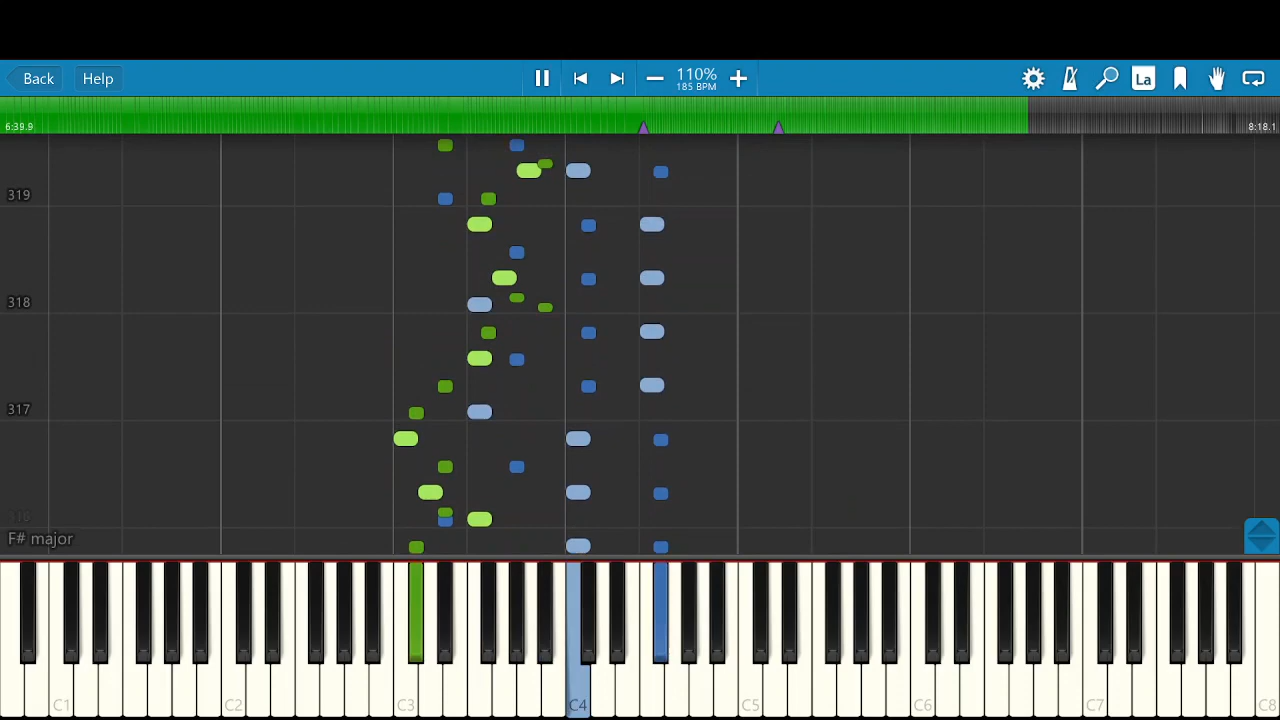 Back Help 110% La
185 BPM
6:39.9 8:18.1
319
318
317
F# major
C1 C2 C3 C4 C5 C6 C7 C8